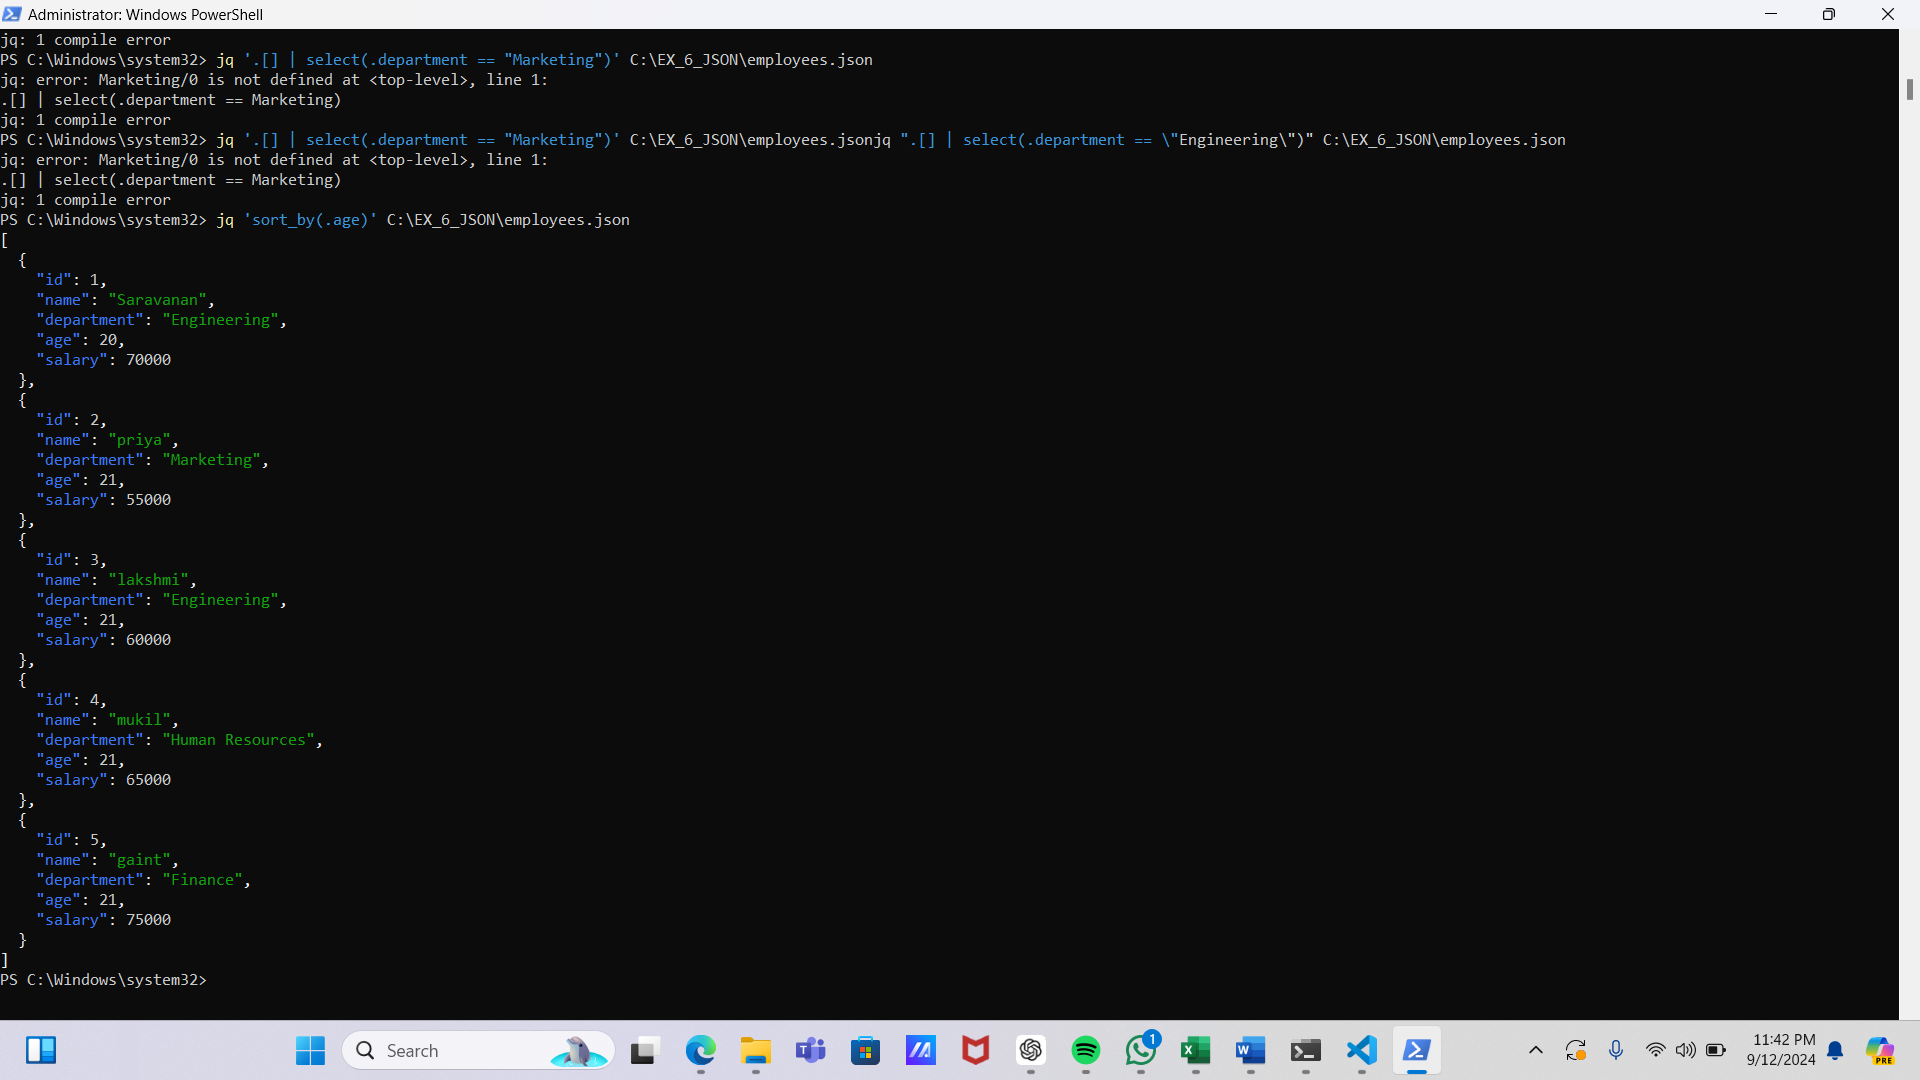 Administrator: Windows PowerShell
jq: 1 compile error
PS C:\Windows\system32> jq '.[] | select(.department == "Marketing")' C:\EX_6_JSON\employees.json
jq: error: Marketing/0 is not defined at <top-level>, line 1:
.[] | select(.department == Marketing)
jq: 1 compile error
PS C:\Windows\system32> jq '.[] | select(.department == "Marketing")' C:\EX_6_JSON\employees.jsonjq ".[] | select(.department == \"Engineering\")" C:\EX_6_JSON\employees.json
jq: error: Marketing/0 is not defined at <top-level>, line 1:
.[] | select(.department == Marketing)
jq: 1 compile error
PS C:\Windows\system32> jq 'sort_by(.age)' C:\EX_6_JSON\employees.json
[
  {
    "id": 1,
    "name": "Saravanan",
    "department": "Engineering",
    "age": 20,
    "salary": 70000
  },
  {
    "id": 2,
    "name": "priya",
    "department": "Marketing",
    "age": 21,
    "salary": 55000
  },
  {
    "id": 3,
    "name": "lakshmi",
    "department": "Engineering",
    "age": 21,
    "salary": 60000
  },
  {
    "id": 4,
    "name": "mukil",
    "department": "Human Resources",
    "age": 21,
    "salary": 65000
  },
  {
    "id": 5,
    "name": "gaint",
    "department": "Finance",
    "age": 21,
    "salary": 75000
  }
]
PS C:\Windows\system32>
Search
1
11:42 PM
9/12/2024
PRE